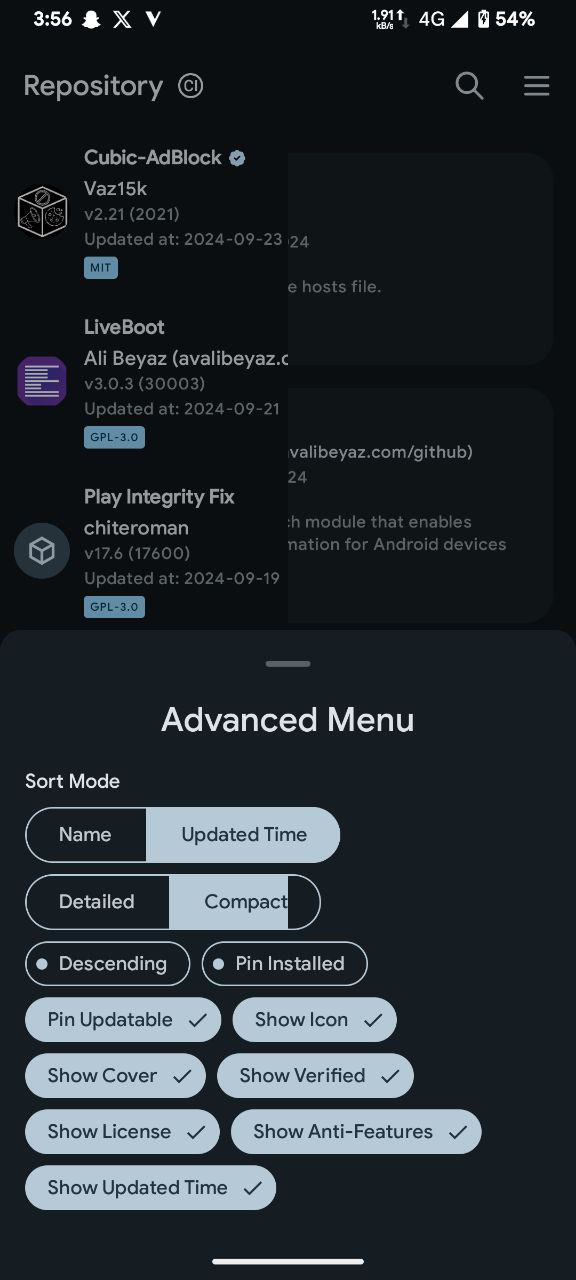 3:56
1.91 kB/s 4G 54%
Repository CI
Cubic-AdBlock
Vaz15k
v2.21 (2021)
Updated at: 2024-09-23 24
MIT
e hosts file.
LiveBoot
Ali Beyaz (avalibeyaz.c
v3.0.3 (30003)
Updated at: 2024-09-21
GPL-3.0
valibeyaz.com/github)
24
ch module that enables
mation for Android devices
Play Integrity Fix
chiteroman
v17.6 (17600)
Updated at: 2024-09-19
GPL-3.0
Advanced Menu
Sort Mode
Name Updated Time
Detailed Compact
Descending Pin Installed
Pin Updatable Show Icon
Show Cover Show Verified
Show License Show Anti-Features
Show Updated Time